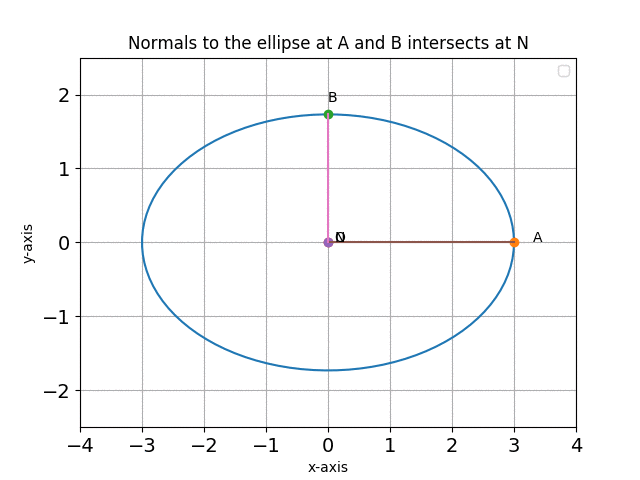 Normals to the ellipse at A and B intersects at N
B
2
1
0
−1
−2
A
y-axis
−4 −3 −2 −1 0 1 2 3 4
x-axis